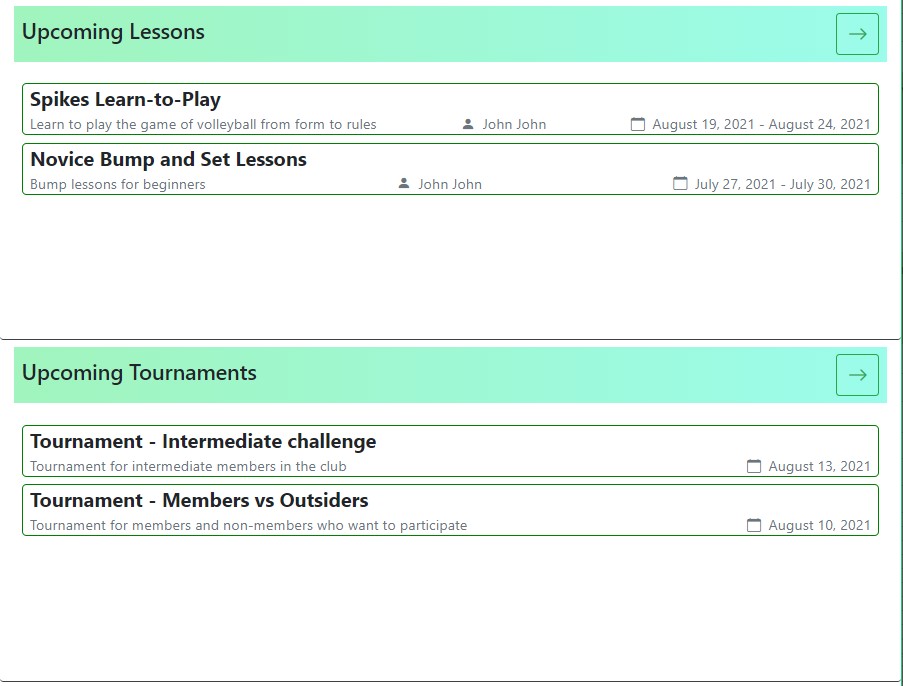 Upcoming Lessons
Spikes Learn-to-Play
Learn to play the game of volleyball from form to rules John John August 19, 2021 - August 24, 2021
Novice Bump and Set Lessons
Bump lessons for beginners John John July 27, 2021 - July 30, 2021
Upcoming Tournaments
Tournament - Intermediate challenge
Tournament for intermediate members in the club August 13, 2021
Tournament - Members vs Outsiders
Tournament for members and non-members who want to participate August 10, 2021